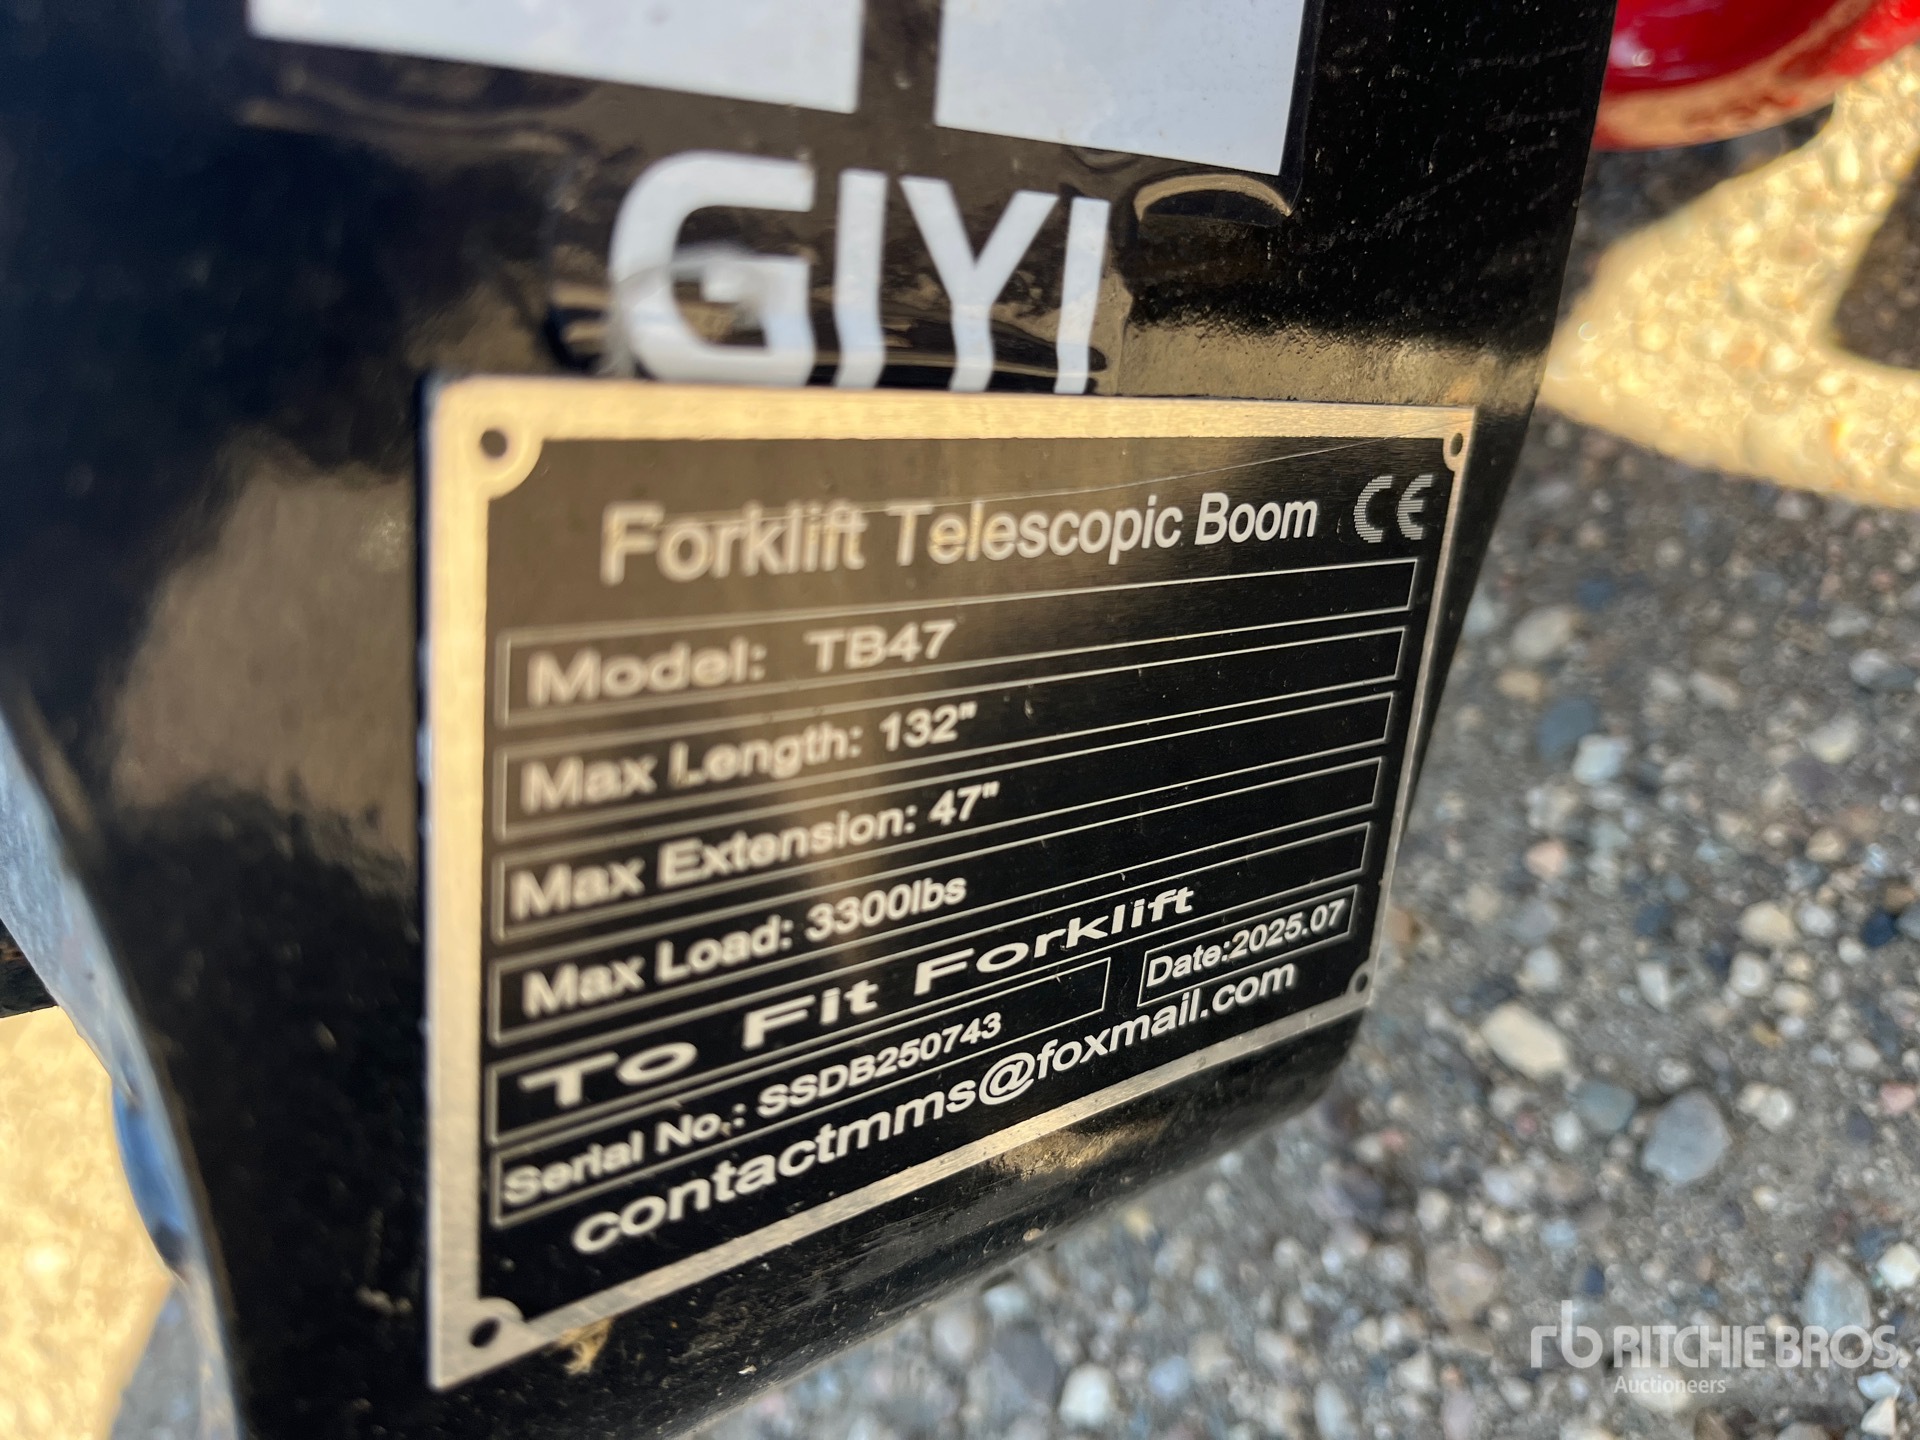 GIYI
Forklift Telescopic Boom CE
Model: TB47
Max Length: 132"
Max Extension: 47"
Max Load: 3300lbs
To Fit Forklift
Serial No.: SSDB250743 Date:2025.07
contactmms@foxmail.com
rb RITCHIE BROS.
Auctioneers